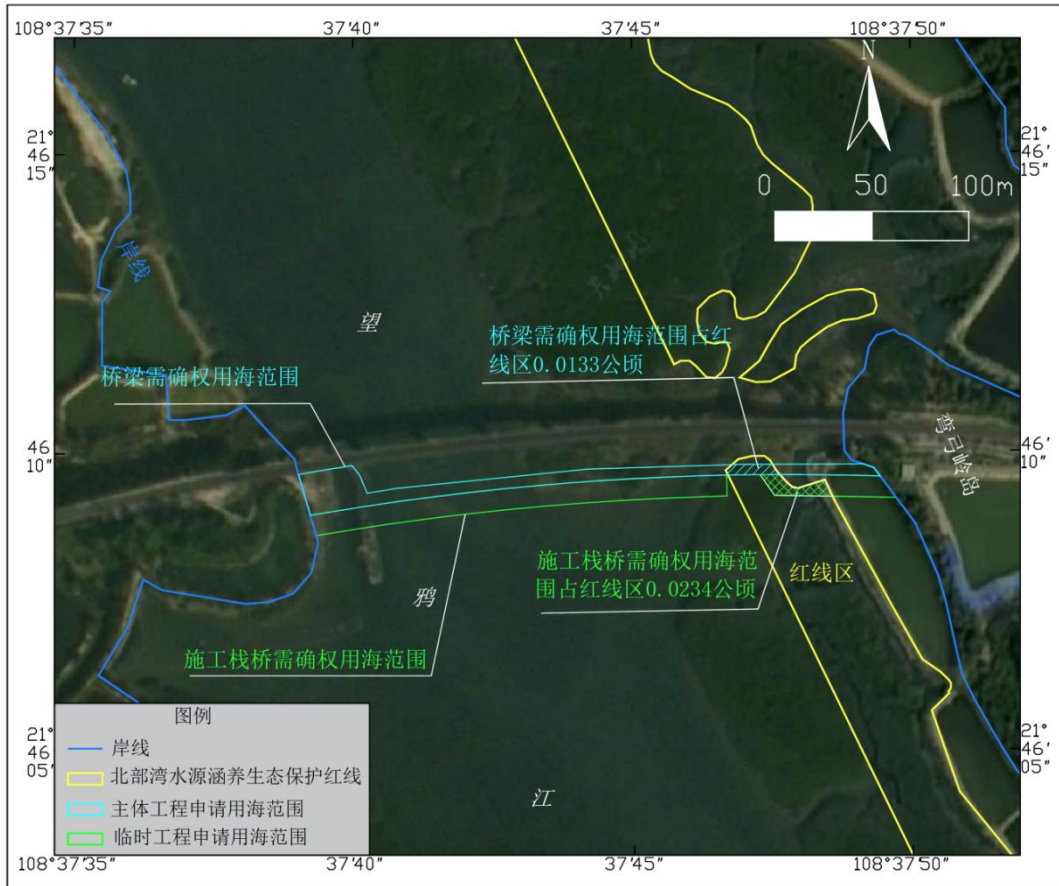 108°37′35″
37′40″
37′45″
108°37′50″
N
21°
46′
15″
21°
46′
15″
0 50 100m
岸线
望
桥梁需确权用海范围占红
线区0.0133公顷
桥梁需确权用海范围
弯弓岭岛
46′
10″
46′
10″
施工栈桥需确权用海范
围占红线区0.0234公顷
红线区
鸦
施工栈桥需确权用海范围
江
21°
46′
05″
21°
46′
05″
图例
岸线
北部湾水源涵养生态保护红线
主体工程申请用海范围
临时工程申请用海范围
108°37′35″
37′40″
37′45″
108°37′50″